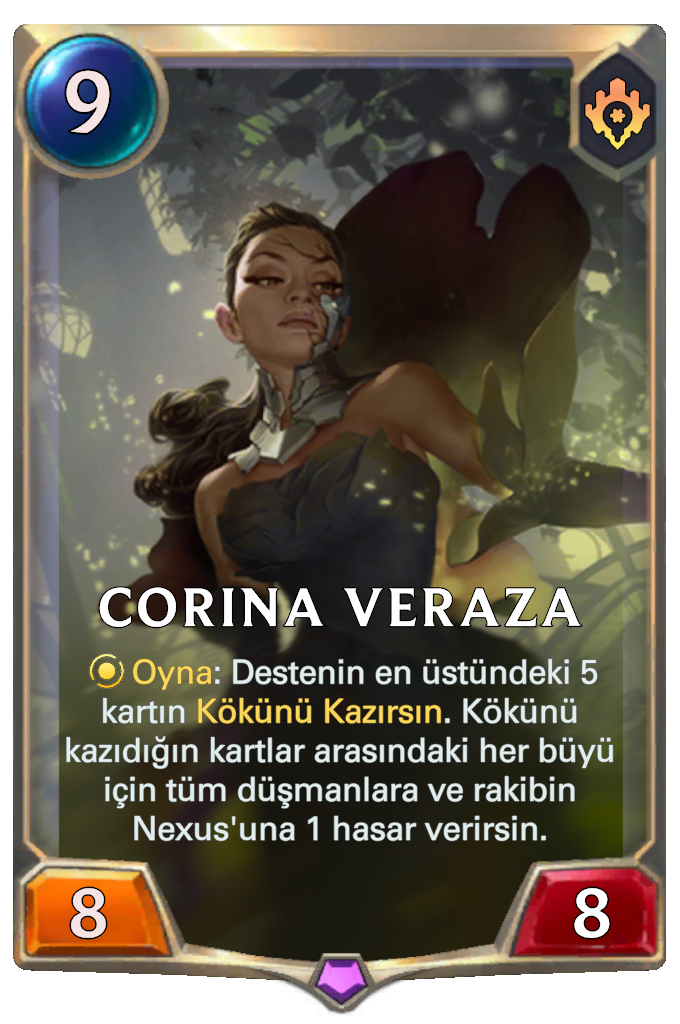 9
CORINA VERAZA
Oyna: Destenin en üstündeki 5
kartın Kökünü Kazırsın. Kökünü
kazıdığın kartlar arasındaki her büyü
için tüm düşmanlara ve rakibin
Nexus'una 1 hasar verirsin.
8
8